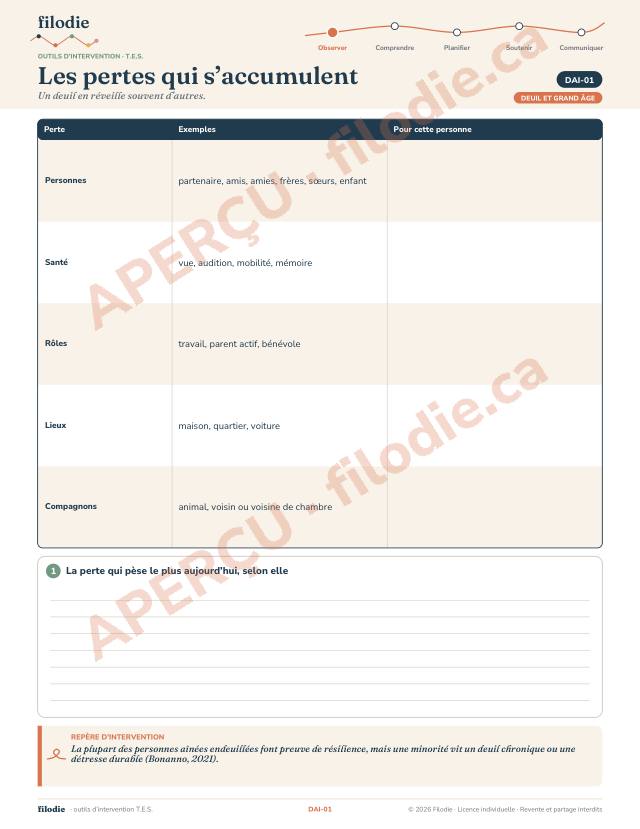 filodie
OUTILS D'INTERVENTION · T.E.S.
Observer Comprendre Planifier Soutenir Communiquer
Les pertes qui s'accumulent
Un deuil en réveille souvent d'autres.
DAI-01
DEUIL ET GRAND ÂGE
Perte Exemples Pour cette personne
Personnes partenaire, amis, amies, frères, sœurs, enfant
Santé vue, audition, mobilité, mémoire
Rôles travail, parent actif, bénévole
Lieux maison, quartier, voiture
Compagnons animal, voisin ou voisine de chambre
APERÇU · filodie.ca
APERÇU · filodie.ca
1 La perte qui pèse le plus aujourd'hui, selon elle
REPÈRE D'INTERVENTION
La plupart des personnes aînées endeuillées font preuve de résilience, mais une minorité vit un deuil chronique ou une
détresse durable (Bonanno, 2021).
filodie · outils d'intervention T.E.S. DAI-01 © 2026 Filodie · Licence individuelle · Revente et partage interdits